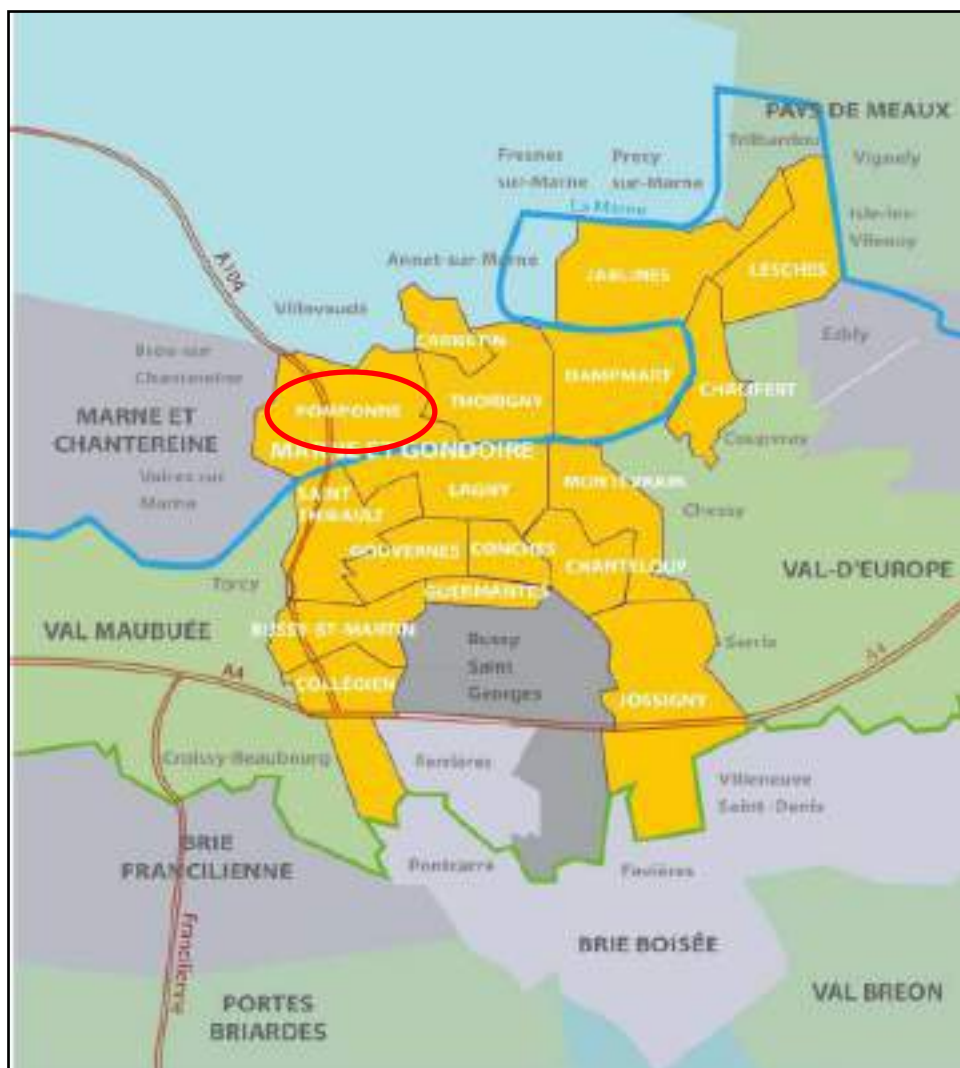 PAYS DE MEAUX
Trilbardou
Fresnes
sur-Marne
Precy
sur-Marne
Vignely
La Marne
Isle-les-
Villenoy
Annet-sur Marne
JABLINES
LESCHES
A104
Villevaudé
CARNETIN
Esbly
Brou-sur
Chantereine
DAMPMART
CHALIFERT
POMPONNE
THORIGNY
MARNE ET
CHANTEREINE
Coupvray
MARNE ET GONDOIRE
Vaires sur
Marne
SAINT
THIBAULT
LAGNY
MONTEVRAIN
Chessy
GOUVERNES
CONCHES
CHANTELOUP
VAL-D'EUROPE
Torcy
GUERMANTES
VAL MAUBUÉE
BUSSY-ST-MARTIN
Bussy
Saint
Georges
Serris
A4
A4
COLLÉGIEN
JOSSIGNY
Croissy-Beaubourg
Ferrières
Villeneuve
Saint-Denis
BRIE
FRANCILIENNE
Pontcarre
Favières
Francilienne
BRIE BOISÊE
PORTES
BRIARDES
VAL BREON